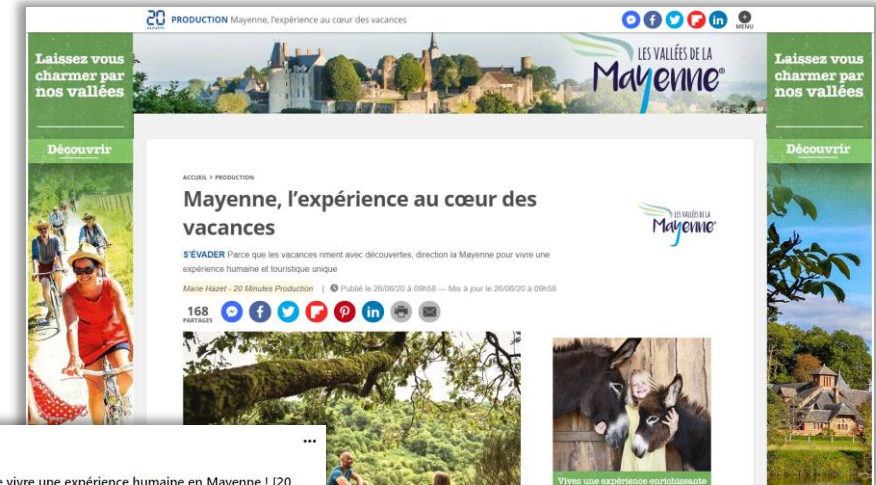 20
MINUTES
PRODUCTION Mayenne, l'expérience au cœur des vacances
MENU
Laissez vous
charmer par
nos vallées
Découvrir
LES VALLÉES DE LA
Mayenne®
Laissez vous
charmer par
nos vallées
Découvrir
ACCUEIL > PRODUCTION
Mayenne, l'expérience au cœur des
vacances
LES VALLÉES DE LA
Mayenne®
S'ÉVADER Parce que les vacances riment avec découvertes, direction la Mayenne pour vivre une
expérience humaine et touristique unique
Marie Hazet - 20 Minutes Production | Publié le 26/06/20 à 09h58 — Mis à jour le 26/06/20 à 09h58
168
PARTAGES
Vivez une expérience enrichissante
e vivre une expérience humaine en Mayenne ! [20